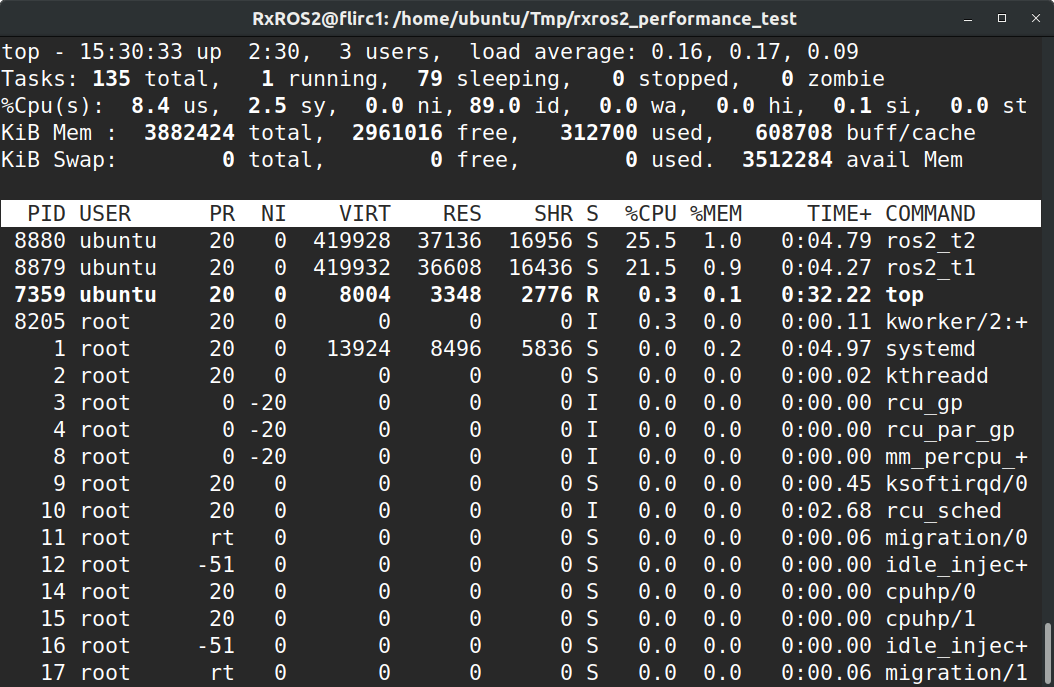 RxROS2@flirc1: /home/ubuntu/Tmp/rxros2_performance_test
top - 15:30:33 up  2:30,  3 users,  load average: 0.16, 0.17, 0.09
Tasks: 135 total,   1 running,  79 sleeping,   0 stopped,   0 zombie
%Cpu(s):  8.4 us,  2.5 sy,  0.0 ni, 89.0 id,  0.0 wa,  0.0 hi,  0.1 si,  0.0 st
KiB Mem :  3882424 total,  2961016 free,   312700 used,   608708 buff/cache
KiB Swap:        0 total,        0 free,        0 used.  3512284 avail Mem
  PID USER      PR  NI    VIRT    RES    SHR S  %CPU %MEM     TIME+ COMMAND
 8880 ubuntu    20   0  419928  37136  16956 S  25.5  1.0   0:04.79 ros2_t2
 8879 ubuntu    20   0  419932  36608  16436 S  21.5  0.9   0:04.27 ros2_t1
 7359 ubuntu    20   0    8004   3348   2776 R   0.3  0.1   0:32.22 top
 8205 root      20   0       0      0      0 I   0.3  0.0   0:00.11 kworker/2:+
    1 root      20   0   13924   8496   5836 S   0.0  0.2   0:04.97 systemd
    2 root      20   0       0      0      0 S   0.0  0.0   0:00.02 kthreadd
    3 root       0 -20       0      0      0 I   0.0  0.0   0:00.00 rcu_gp
    4 root       0 -20       0      0      0 I   0.0  0.0   0:00.00 rcu_par_gp
    8 root       0 -20       0      0      0 I   0.0  0.0   0:00.00 mm_percpu_+
    9 root      20   0       0      0      0 S   0.0  0.0   0:00.45 ksoftirqd/0
   10 root      20   0       0      0      0 I   0.0  0.0   0:02.68 rcu_sched
   11 root      rt   0       0      0      0 S   0.0  0.0   0:00.06 migration/0
   12 root     -51   0       0      0      0 S   0.0  0.0   0:00.00 idle_injec+
   14 root      20   0       0      0      0 S   0.0  0.0   0:00.00 cpuhp/0
   15 root      20   0       0      0      0 S   0.0  0.0   0:00.00 cpuhp/1
   16 root     -51   0       0      0      0 S   0.0  0.0   0:00.00 idle_injec+
   17 root      rt   0       0      0      0 S   0.0  0.0   0:00.06 migration/1